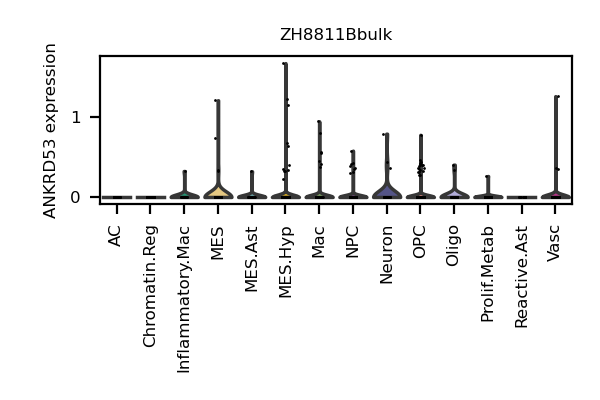 ZH8811Bbulk
ANKRD53 expression
1
0
AC
Chromatin.Reg
Inflammatory.Mac
MES
MES.Ast
MES.Hyp
Mac
NPC
Neuron
OPC
Oligo
Prolif.Metab
Reactive.Ast
Vasc